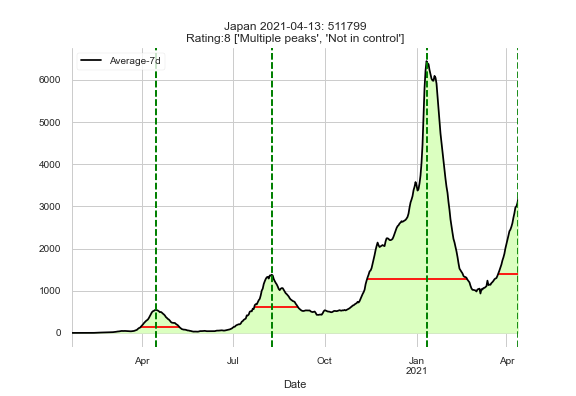 Japan 2021-04-13: 511799
Rating:8 ['Multiple peaks', 'Not in control']
Average-7d
6000
5000
4000
3000
2000
1000
0
Apr Jul Oct Jan Apr
2021
Date